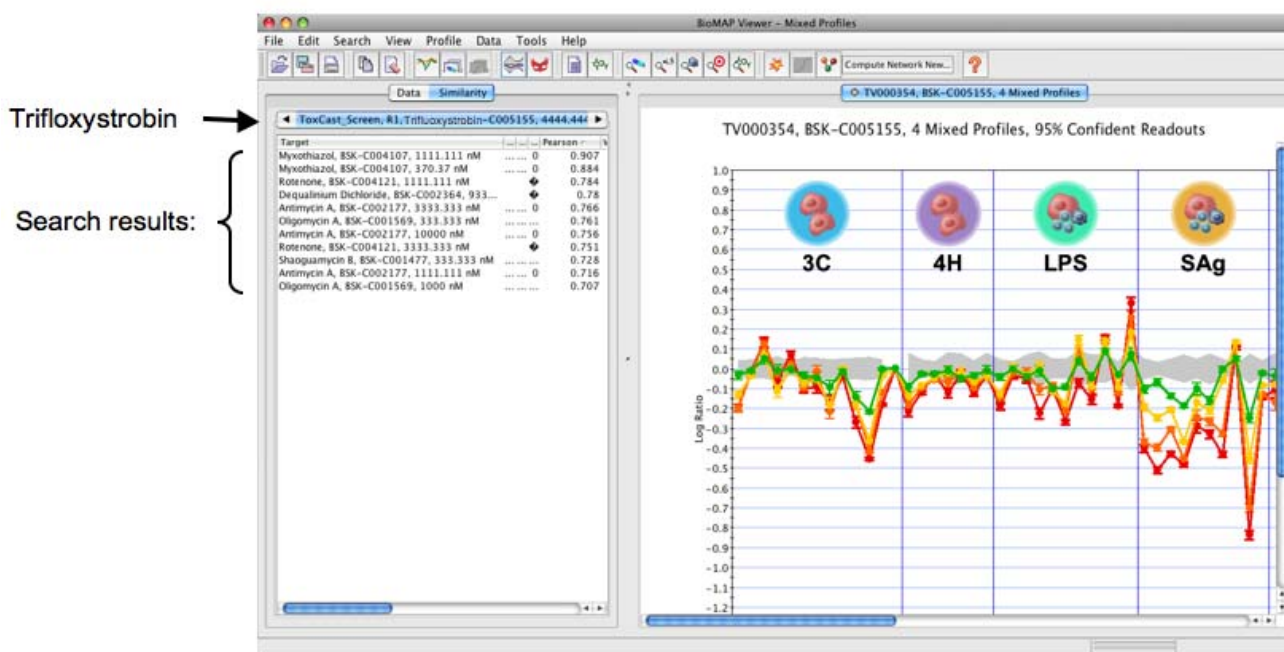 BioMAP Viewer – Mixed Profiles
File Edit Search View Profile Data Tools Help
Compute Network New...
Data Similarity
TV000354, BSK-C005155, 4 Mixed Profiles
Trifloxystrobin
ToxCast_Screen, R1, Trifluoxystrobin-C005155, 4444.444
Target ... ... ... Pearson
Myxothiazol, BSK-C004107, 1111.111 nM ... ... 0 0.907
Myxothiazol, BSK-C004107, 370.37 nM ... ... 0 0.884
Rotenone, BSK-C004121, 1111.111 nM 0.784
Dequalinium Dichloride, BSK-C002364, 933... 0.78
Antimycin A, BSK-C002177, 3333.333 nM ... ... 0 0.766
Oligomycin A, BSK-C001569, 333.333 nM ... ... ... 0.761
Antimycin A, BSK-C002177, 10000 nM ... ... 0 0.756
Rotenone, BSK-C004121, 3333.333 nM 0.751
Shaoguamycin B, BSK-C001477, 333.333 nM ... ... ... 0.728
Antimycin A, BSK-C002177, 1111.111 nM ... ... 0 0.716
Oligomycin A, BSK-C001569, 1000 nM ... ... ... 0.707
Search results:
TV000354, BSK-C005155, 4 Mixed Profiles, 95% Confident Readouts
3C 4H LPS SAg
Log Ratio
1.0
0.9
0.8
0.7
0.6
0.5
0.4
0.3
0.2
0.1
0.0
-0.1
-0.2
-0.3
-0.4
-0.5
-0.6
-0.7
-0.8
-0.9
-1.0
-1.1
-1.2